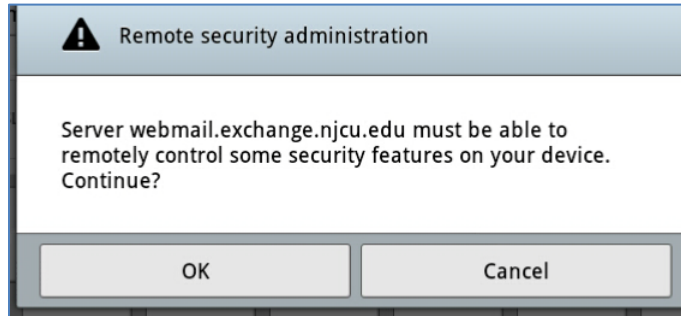 Remote security administration
Server webmail.exchange.njcu.edu must be able to
remotely control some security features on your device.
Continue?
OK
Cancel